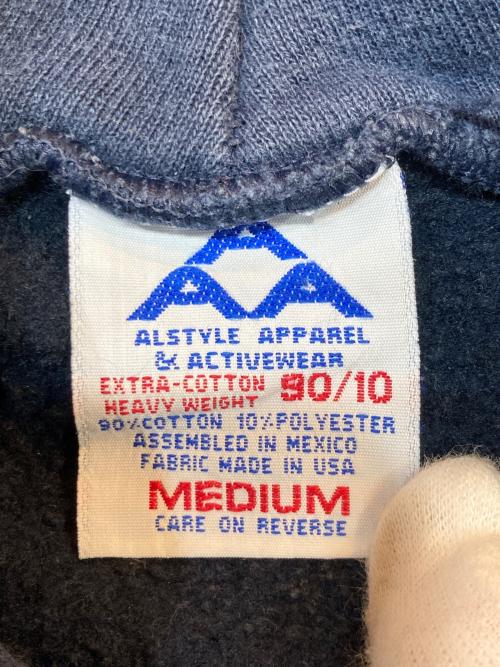 A
A A
ALSTYLE APPAREL
& ACTIVEWEAR
EXTRA-COTTON 90/10
HEAVY WEIGHT
90%COTTON 10%POLYESTER
ASSEMBLED IN MEXICO
FABRIC MADE IN USA
MEDIUM
CARE ON REVERSE